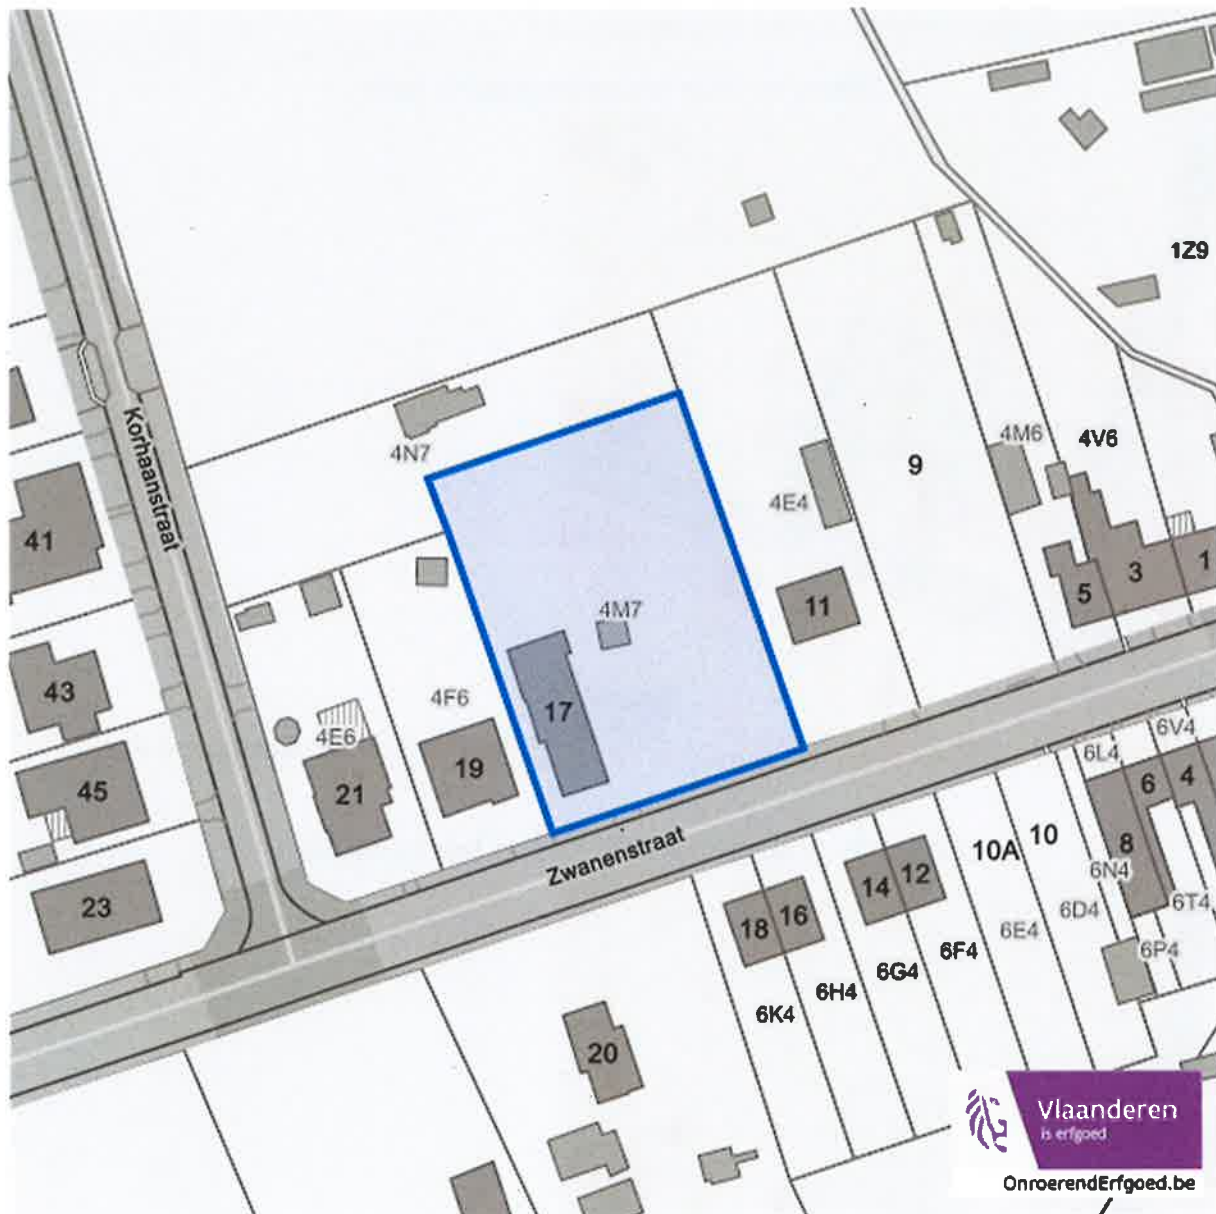 1Z9
Korhaanstraat
4N7
4M6
4V6
9
4E4
41
3
1
5
11
4M7
43
4F6
17
4E6
6V4
6L4
19
45
21
6
4
Zwanenstraat
10A
10
8
14
12
6N4
23
18
16
6D4
6T4
6E4
6F4
6P4
6G4
6H4
6K4
20
Vlaanderen
is erfgoed
OnroerendErfgoed.be